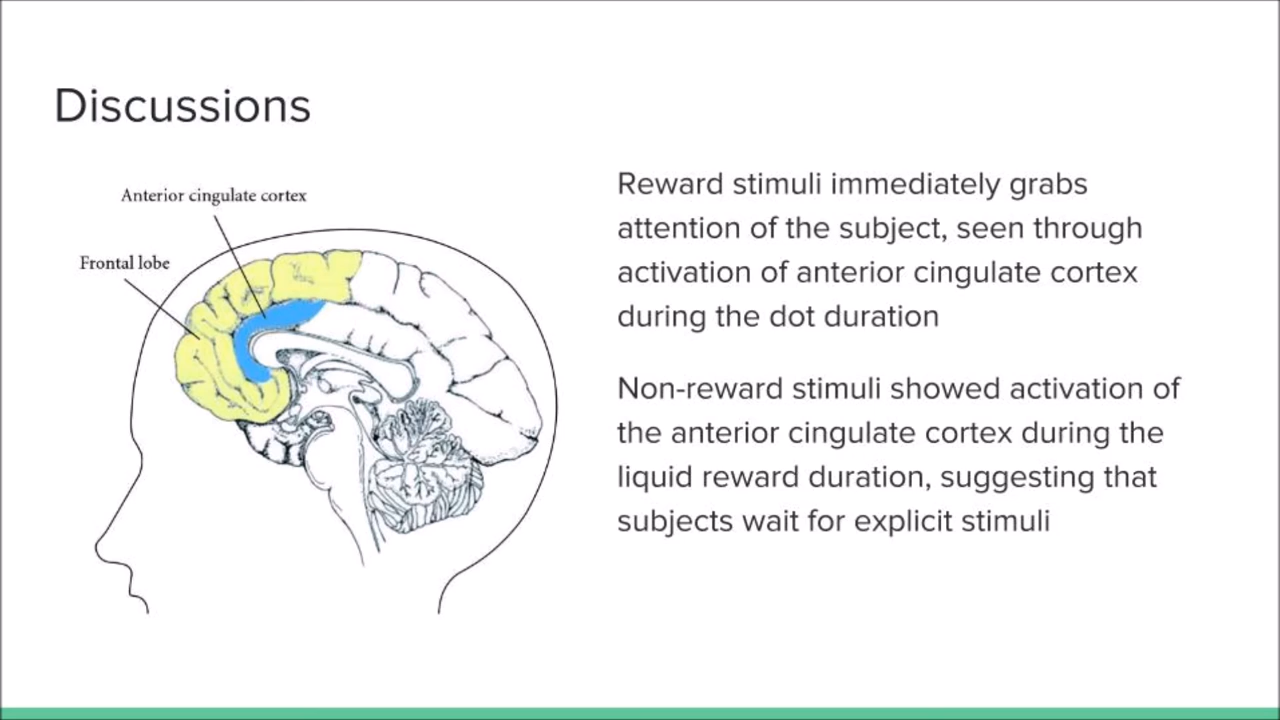 Discussions
Anterior cingulate cortex
Frontal lobe
Reward stimuli immediately grabs
attention of the subject, seen through
activation of anterior cingulate cortex
during the dot duration
Non-reward stimuli showed activation of
the anterior cingulate cortex during the
liquid reward duration, suggesting that
subjects wait for explicit stimuli